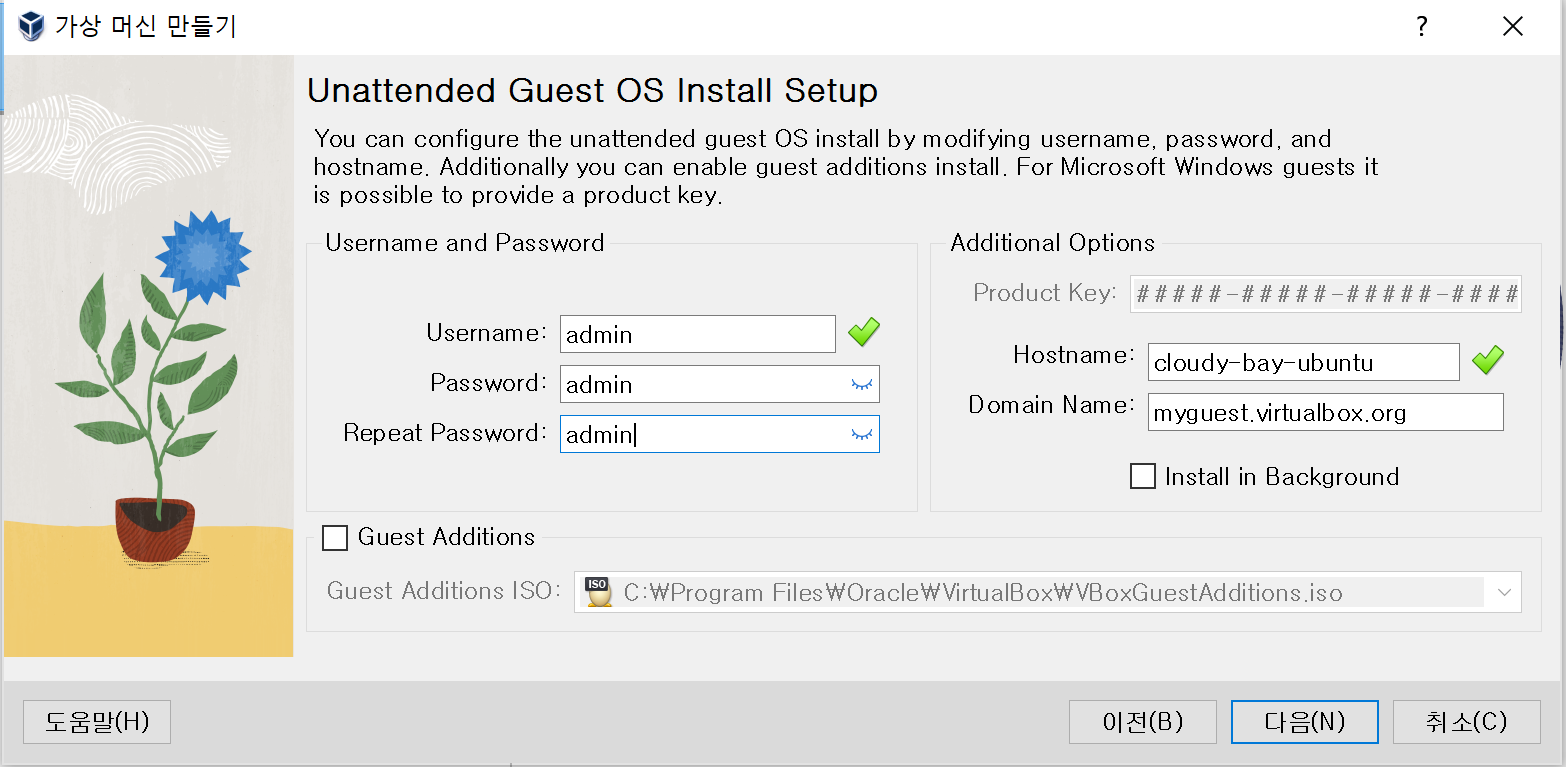 가상 머신 만들기
?
Unattended Guest OS Install Setup
You can configure the unattended guest OS install by modifying username, password, and
hostname. Additionally you can enable guest additions install. For Microsoft Windows guests it
is possible to provide a product key.
Username and Password
Username: admin
Password: admin
Repeat Password: admin
Additional Options
Product Key: #####-#####-#####-####
Hostname: cloudy-bay-ubuntu
Domain Name: myguest.virtualbox.org
Install in Background
Guest Additions
Guest Additions ISO: ISO C:₩Program Files₩Oracle₩VirtualBox₩VBoxGuestAdditions.iso
도움말(H) 이전(B) 다음(N) 취소(C)